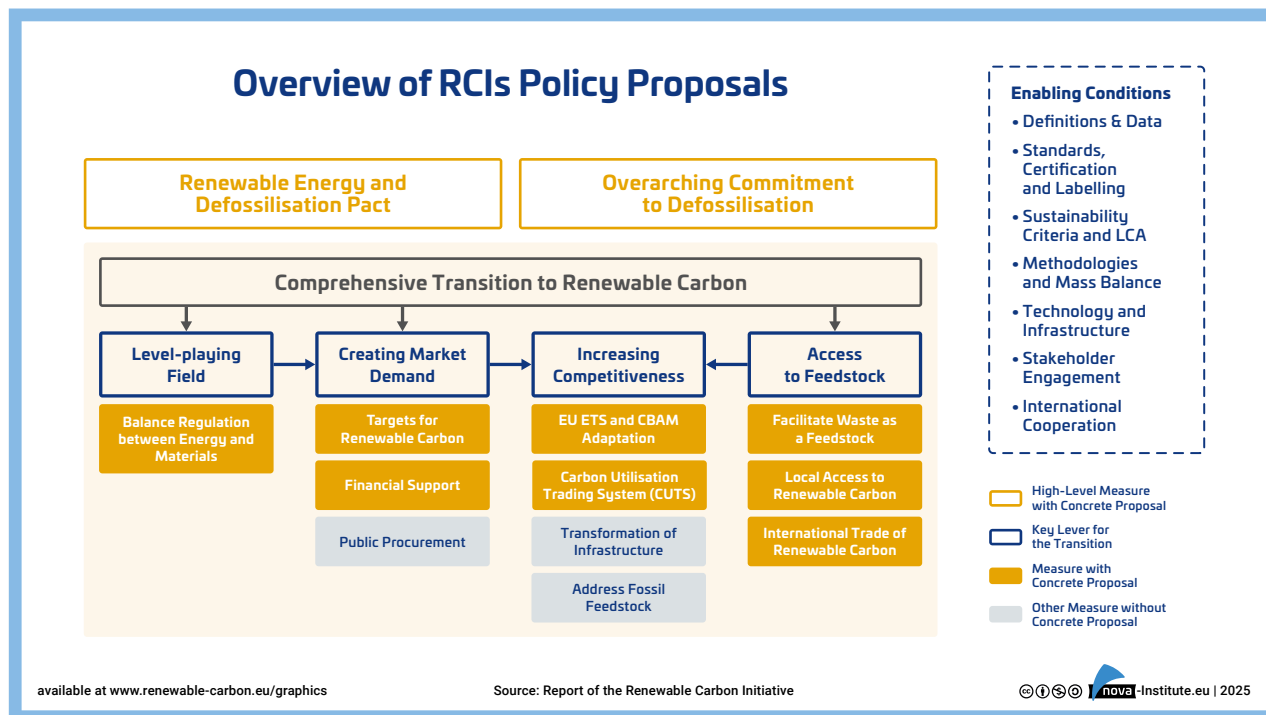 Overview of RCIs Policy Proposals
Renewable Energy and
Defossilisation Pact
Overarching Commitment
to Defossilisation
Comprehensive Transition to Renewable Carbon
Level-playing
Field
Balance Regulation
between Energy and
Materials
Creating Market
Demand
Targets for
Renewable Carbon
Financial Support
Public Procurement
Increasing
Competitiveness
EU ETS and CBAM
Adaptation
Carbon Utilisation
Trading System (CUTS)
Transformation of
Infrastructure
Address Fossil
Feedstock
Access
to Feedstock
Facilitate Waste as
a Feedstock
Local Access to
Renewable Carbon
International Trade of
Renewable Carbon
Enabling Conditions
• Definitions & Data
• Standards,
Certification
and Labelling
• Sustainability
Criteria and LCA
• Methodologies
and Mass Balance
• Technology and
Infrastructure
• Stakeholder
Engagement
• International
Cooperation
High-Level Measure
with Concrete Proposal
Key Lever for
the Transition
Measure with
Concrete Proposal
Other Measure without
Concrete Proposal
available at www.renewable-carbon.eu/graphics
Source: Report of the Renewable Carbon Initiative
nova-Institute.eu | 2025